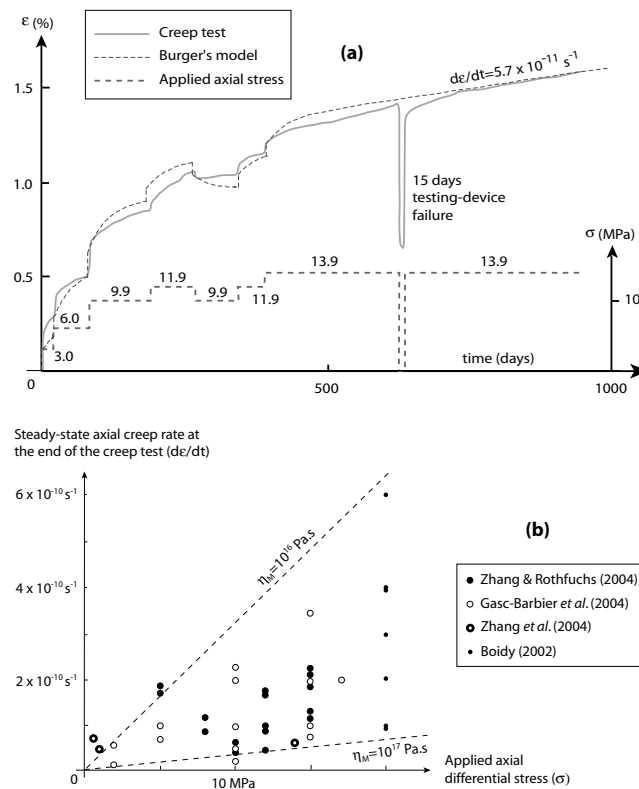 ε (%)
Creep test
Burger's model
Applied axial stress
(a)
dε/dt=5.7 x 10⁻¹¹ s⁻¹
1.5
1.0
0.5
0
15 days
testing-device
failure
σ (MPa)
10
3.0
6.0
9.9
11.9
9.9
11.9
13.9
13.9
time (days)
500
1000
Steady-state axial creep rate at
the end of the creep test (dε/dt)
6 x 10⁻¹⁰ s⁻¹
4 x 10⁻¹⁰ s⁻¹
2 x 10⁻¹⁰ s⁻¹
0
(b)
η_M=10¹⁶ Pa.s
η_M=10¹⁷ Pa.s
Zhang & Rothfuchs (2004)
Gasc-Barbier et al. (2004)
Zhang et al. (2004)
Boidy (2002)
10 MPa
Applied axial
differential stress (σ)